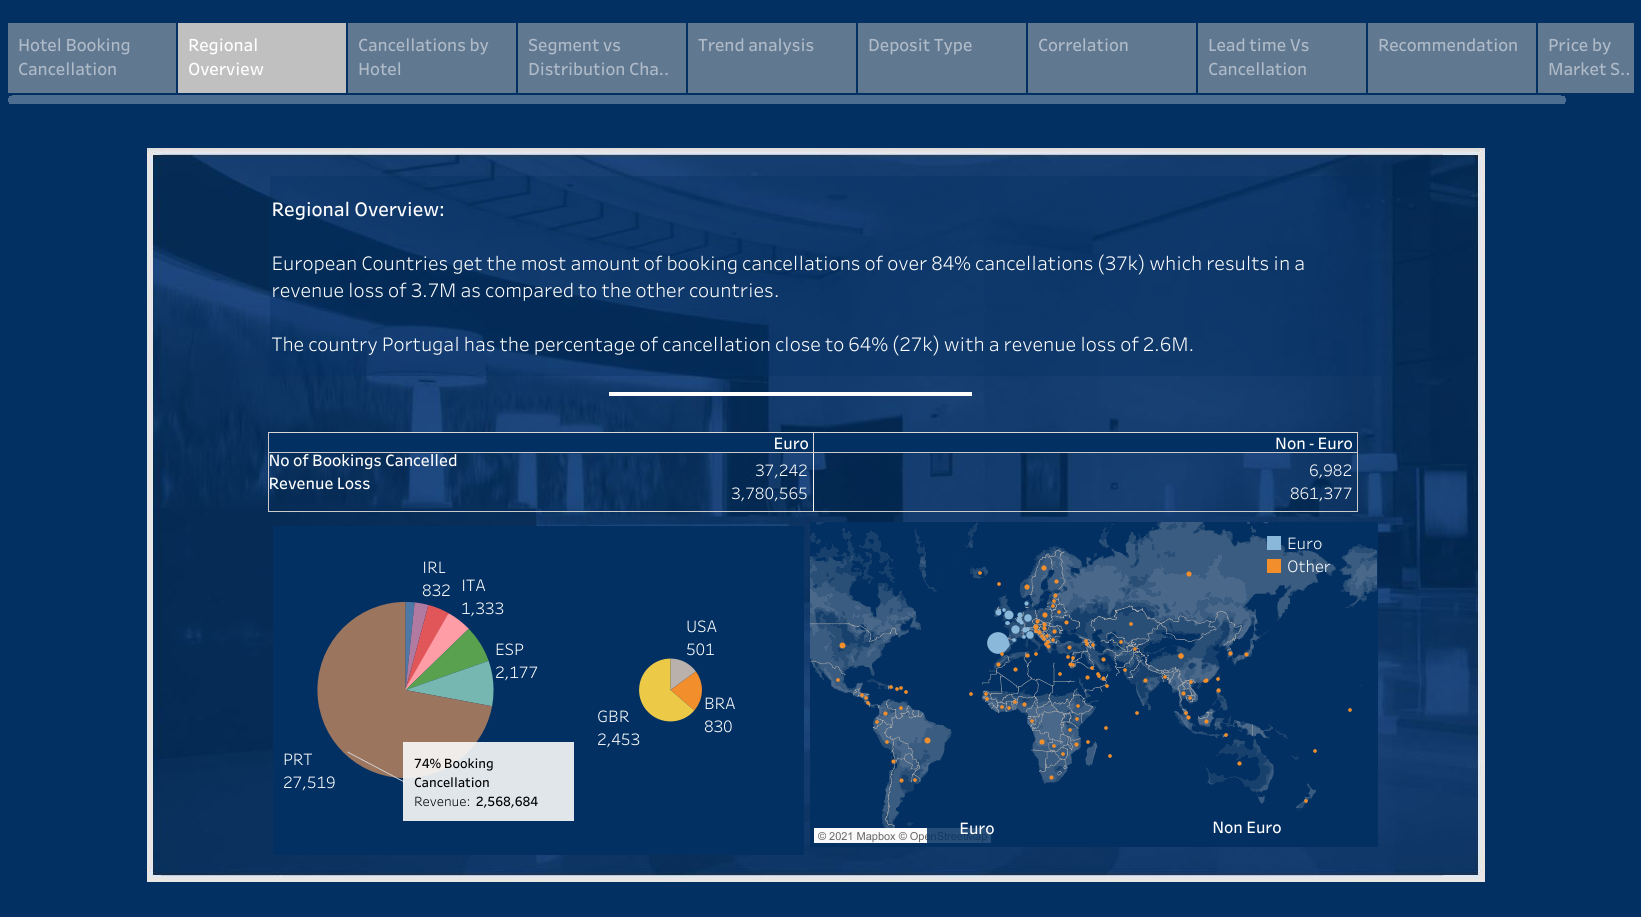 Hotel Booking
Cancellation
Regional
Overview
Cancellations by
Hotel
Segment vs
Distribution Cha..
Trend analysis
Deposit Type
Correlation
Lead time Vs
Cancellation
Recommendation
Price by
Market S..
Regional Overview:
European Countries get the most amount of booking cancellations of over 84% cancellations (37k) which results in a
revenue loss of 3.7M as compared to the other countries.
The country Portugal has the percentage of cancellation close to 64% (27k) with a revenue loss of 2.6M.
Euro
Non - Euro
No of Bookings Cancelled
37,242
6,982
Revenue Loss
3,780,565
861,377
IRL
832
ITA
1,333
ESP
2,177
PRT
27,519
74% Booking
Cancellation
Revenue: 2,568,684
USA
501
BRA
830
GBR
2,453
Euro
Other
Euro
Non Euro
© 2021 Mapbox © OpenStreetMap